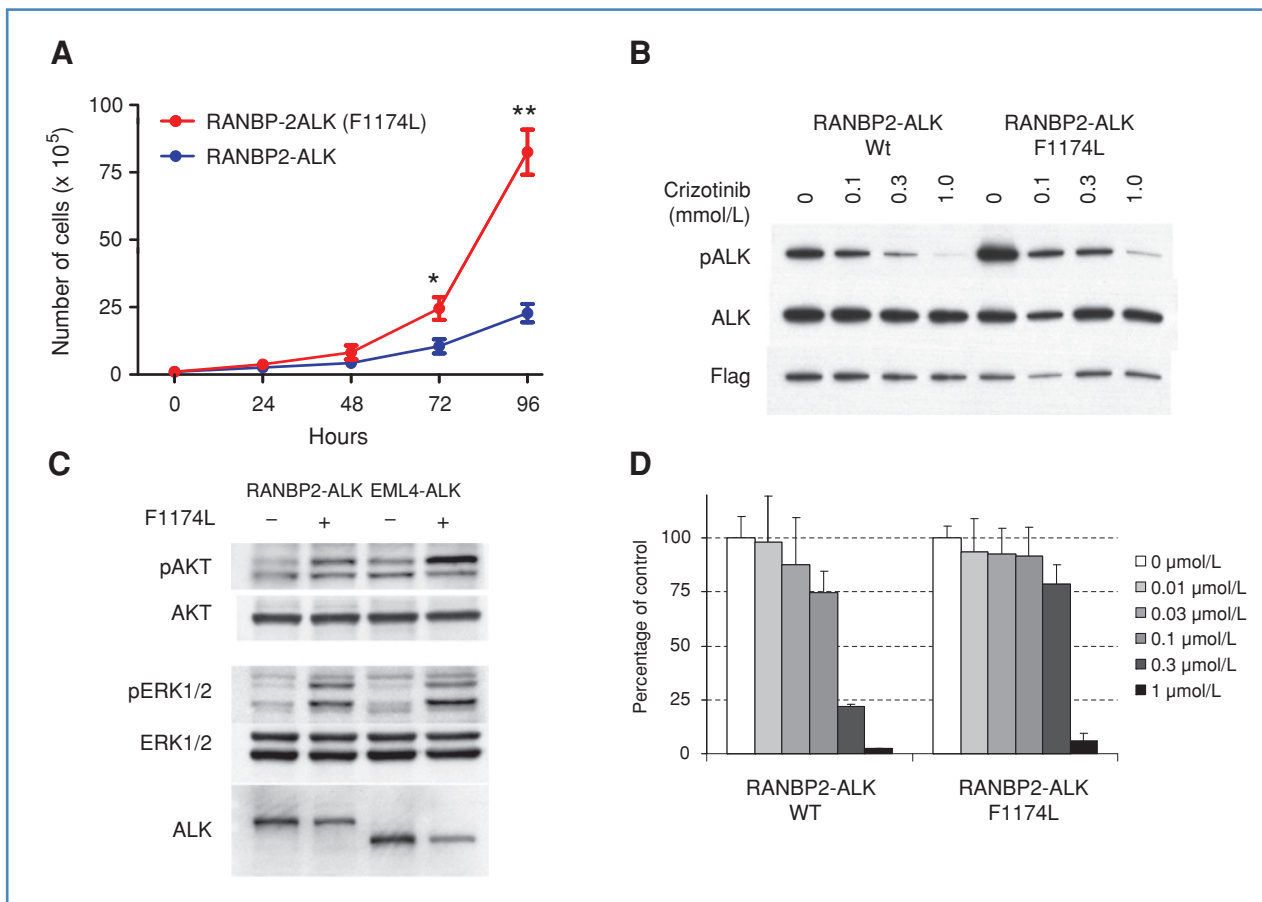 A
100
75
50
25
0
Number of cells (x 10⁵)
RANBP-2ALK (F1174L)
RANBP2-ALK
*
**
0 24 48 72 96
Hours
B
RANBP2-ALK
Wt
RANBP2-ALK
F1174L
Crizotinib
(mmol/L)
0 0.1 0.3 1.0 0 0.1 0.3 1.0
pALK
ALK
Flag
C
RANBP2-ALK EML4-ALK
F1174L – + – +
pAKT
AKT
pERK1/2
ERK1/2
ALK
D
Percentage of control
100
75
50
25
0
RANBP2-ALK
WT
RANBP2-ALK
F1174L
0 µmol/L
0.01 µmol/L
0.03 µmol/L
0.1 µmol/L
0.3 µmol/L
1 µmol/L